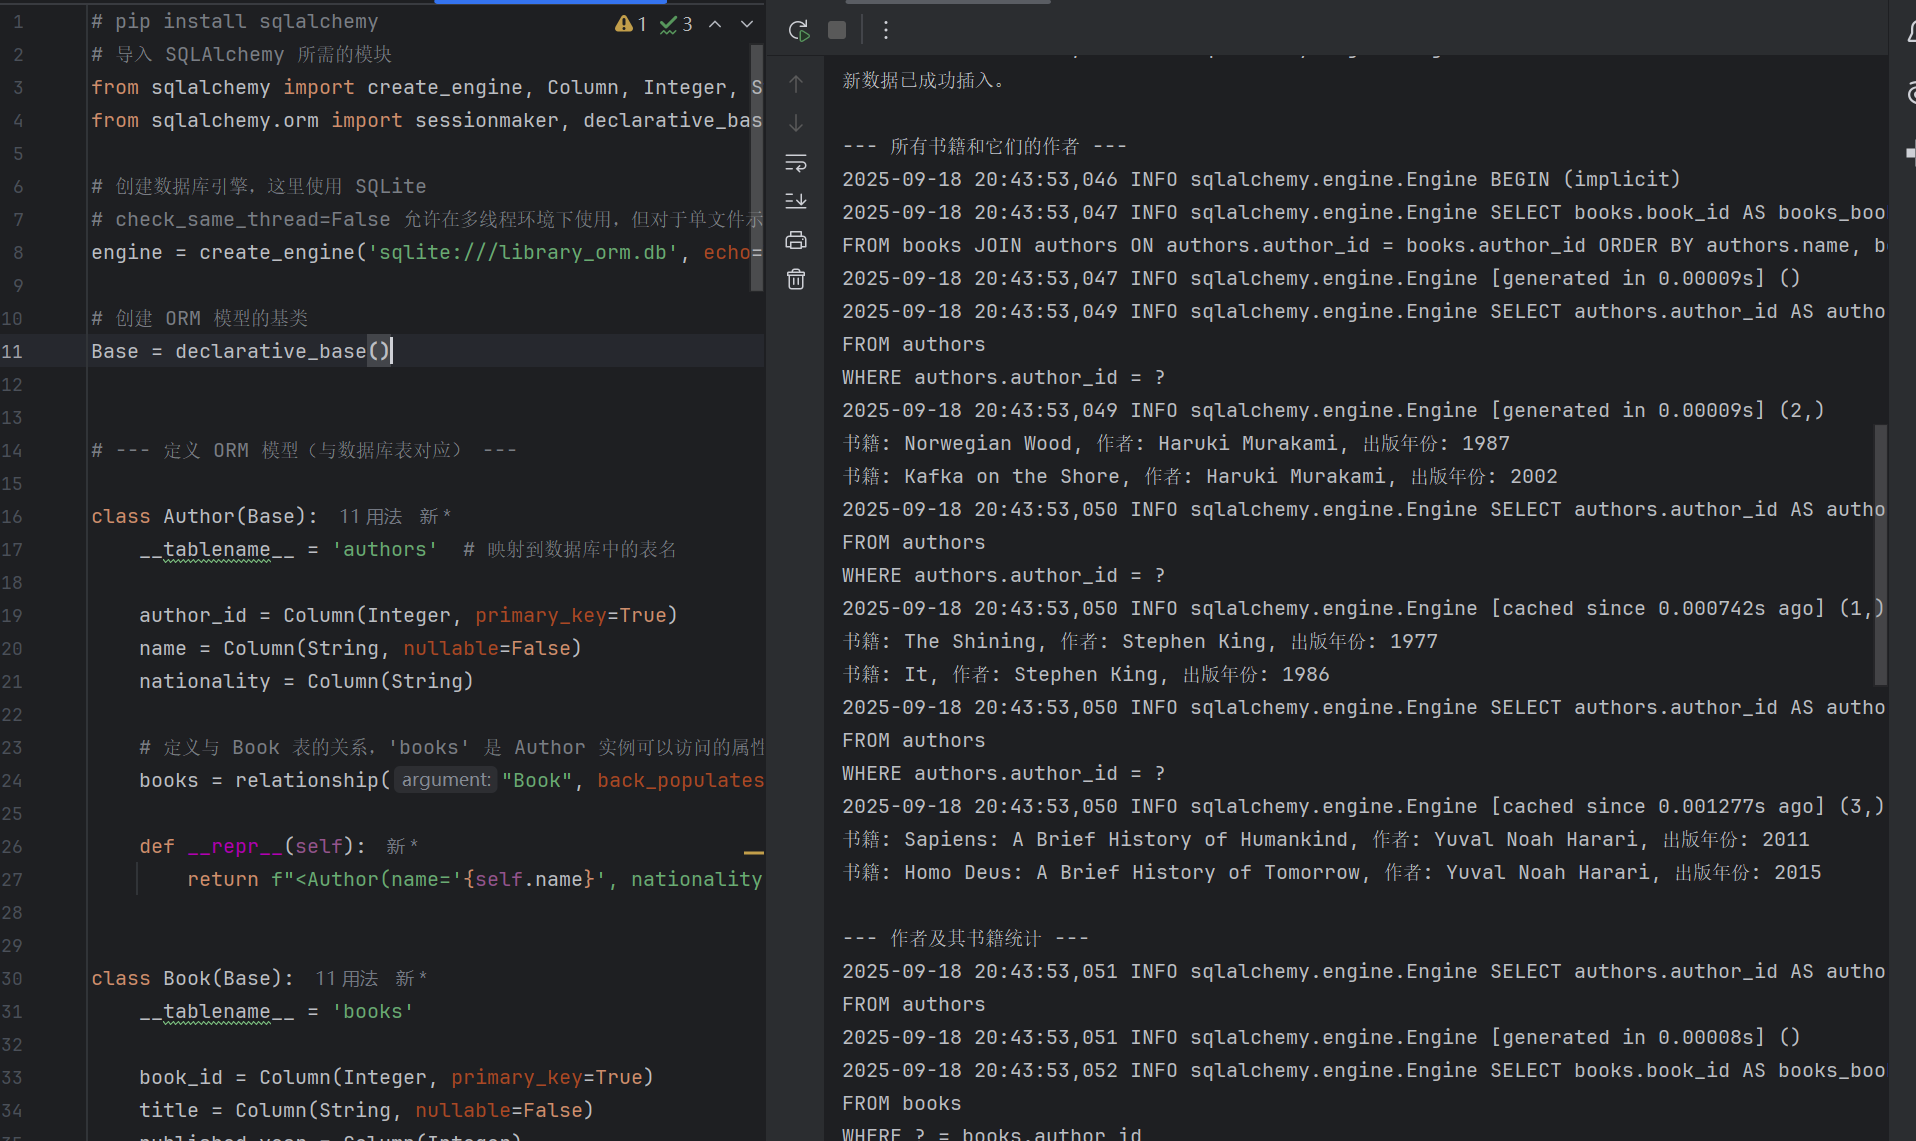 1 # pip install sqlalchemy
2 # 导入 SQLAlchemy 所需的模块
3 from sqlalchemy import create_engine, Column, Integer, S
4 from sqlalchemy.orm import sessionmaker, declarative_bas
5
6 # 创建数据库引擎，这里使用 SQLite
7 # check_same_thread=False 允许在多线程环境下使用，但对于单文件示
8 engine = create_engine('sqlite:///library_orm.db', echo=
9
10 # 创建 ORM 模型的基类
11 Base = declarative_base()
12
13
14 # --- 定义 ORM 模型（与数据库表对应） ---
15
16 class Author(Base): 11 用法 新 *
17 __tablename__ = 'authors' # 映射到数据库中的表名
18
19 author_id = Column(Integer, primary_key=True)
20 name = Column(String, nullable=False)
21 nationality = Column(String)
22
23 # 定义与 Book 表的关系，'books' 是 Author 实例可以访问的属性
24 books = relationship( argument: "Book", back_populates
25
26 def __repr__(self): 新 *
27 return f"<Author(name='{self.name}', nationality
28
29
30 class Book(Base): 11 用法 新 *
31 __tablename__ = 'books'
32
33 book_id = Column(Integer, primary_key=True)
34 title = Column(String, nullable=False)
1 3
新数据已成功插入。
--- 所有书籍和它们的作者 ---
2025-09-18 20:43:53,046 INFO sqlalchemy.engine.Engine BEGIN (implicit)
2025-09-18 20:43:53,047 INFO sqlalchemy.engine.Engine SELECT books.book_id AS books_boo
FROM books JOIN authors ON authors.author_id = books.author_id ORDER BY authors.name, b
2025-09-18 20:43:53,047 INFO sqlalchemy.engine.Engine [generated in 0.00009s] ()
2025-09-18 20:43:53,049 INFO sqlalchemy.engine.Engine SELECT authors.author_id AS autho
FROM authors
WHERE authors.author_id = ?
2025-09-18 20:43:53,049 INFO sqlalchemy.engine.Engine [generated in 0.00009s] (2,)
书籍: Norwegian Wood, 作者: Haruki Murakami, 出版年份: 1987
书籍: Kafka on the Shore, 作者: Haruki Murakami, 出版年份: 2002
2025-09-18 20:43:53,050 INFO sqlalchemy.engine.Engine SELECT authors.author_id AS autho
FROM authors
WHERE authors.author_id = ?
2025-09-18 20:43:53,050 INFO sqlalchemy.engine.Engine [cached since 0.000742s ago] (1,)
书籍: The Shining, 作者: Stephen King, 出版年份: 1977
书籍: It, 作者: Stephen King, 出版年份: 1986
2025-09-18 20:43:53,050 INFO sqlalchemy.engine.Engine SELECT authors.author_id AS autho
FROM authors
WHERE authors.author_id = ?
2025-09-18 20:43:53,050 INFO sqlalchemy.engine.Engine [cached since 0.001277s ago] (3,)
书籍: Sapiens: A Brief History of Humankind, 作者: Yuval Noah Harari, 出版年份: 2011
书籍: Homo Deus: A Brief History of Tomorrow, 作者: Yuval Noah Harari, 出版年份: 2015
--- 作者及其书籍统计 ---
2025-09-18 20:43:53,051 INFO sqlalchemy.engine.Engine SELECT authors.author_id AS autho
FROM authors
2025-09-18 20:43:53,051 INFO sqlalchemy.engine.Engine [generated in 0.00008s] ()
2025-09-18 20:43:53,052 INFO sqlalchemy.engine.Engine SELECT books.book_id AS books_boo
FROM books
WHERE ? = books.author_id